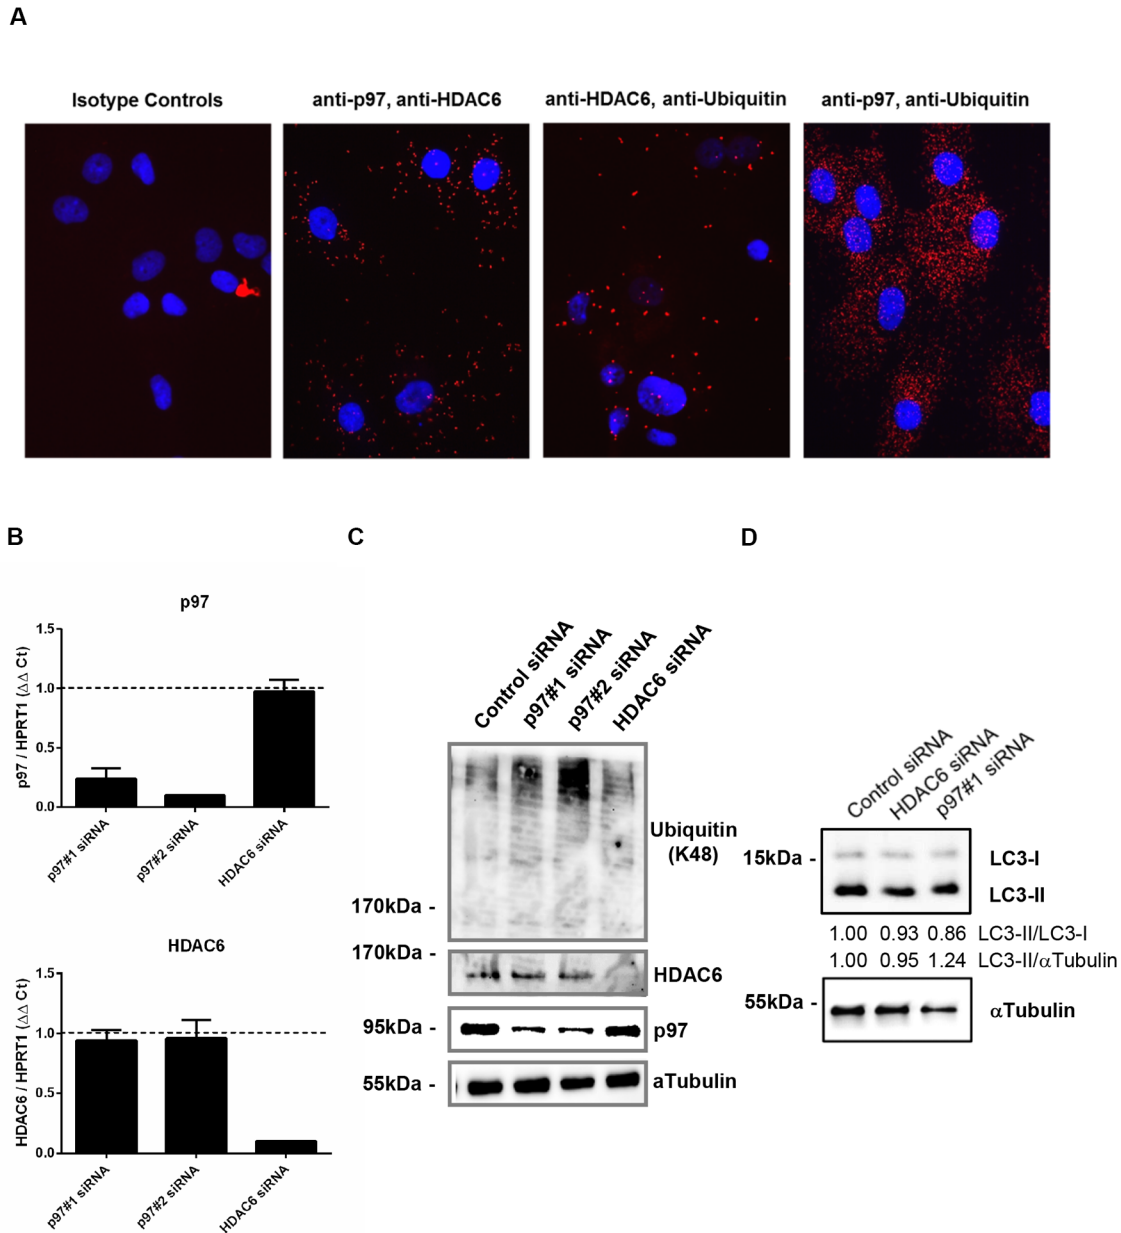 A
Isotype Controls
anti-p97, anti-HDAC6
anti-HDAC6, anti-Ubiquitin
anti-p97, anti-Ubiquitin
B
p97
p97 / HPRT1 (ΔΔ Ct)
1.5
1.0
0.5
0.0
p97#1 siRNA
p97#2 siRNA
HDAC6 siRNA
HDAC6
HDAC6 / HPRT1 (ΔΔ Ct)
1.5
1.0
0.5
0.0
p97#1 siRNA
p97#2 siRNA
HDAC6 siRNA
C
Control siRNA
p97#1 siRNA
p97#2 siRNA
HDAC6 siRNA
Ubiquitin
(K48)
170kDa -
170kDa -
HDAC6
95kDa -
p97
55kDa -
aTubulin
D
Control siRNA
HDAC6 siRNA
p97#1 siRNA
15kDa -
LC3-I
LC3-II
1.00 0.93 0.86 LC3-II/LC3-I
1.00 0.95 1.24 LC3-II/αTubulin
55kDa -
αTubulin